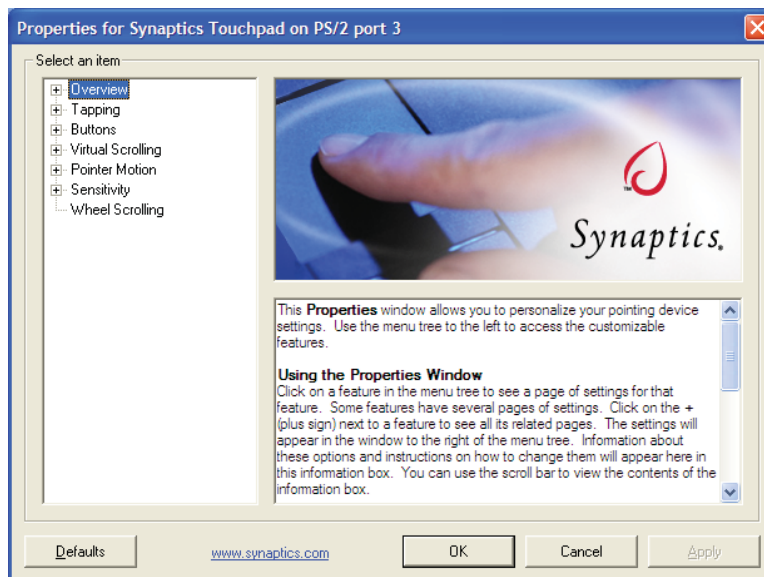 Properties for Synaptics Touchpad on PS/2 port 3
Select an item
Overview
Tapping
Buttons
Virtual Scrolling
Pointer Motion
Sensitivity
Wheel Scrolling
TM
Synaptics®
This Properties window allows you to personalize your pointing device
settings. Use the menu tree to the left to access the customizable
features.
Using the Properties Window
Click on a feature in the menu tree to see a page of settings for that
feature. Some features have several pages of settings. Click on the +
(plus sign) next to a feature to see all its related pages. The settings will
appear in the window to the right of the menu tree. Information about
these options and instructions on how to change them will appear here in
this information box. You can use the scroll bar to view the contents of the
information box.
Defaults
www.synaptics.com
OK
Cancel
Apply